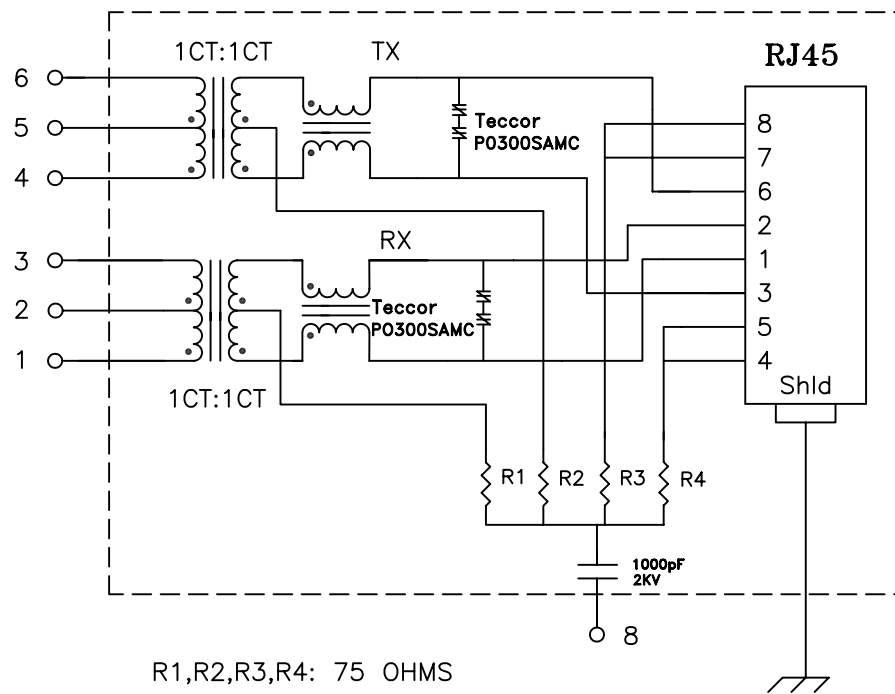 1CT:1CT
TX
RJ45
6
5
4
Teccor
P0300SAMC
8
7
6
2
1
3
5
4
Shld
RX
3
2
1
Teccor
P0300SAMC
1CT:1CT
R1
R2
R3
R4
1000pF
2KV
8
R1,R2,R3,R4: 75 OHMS